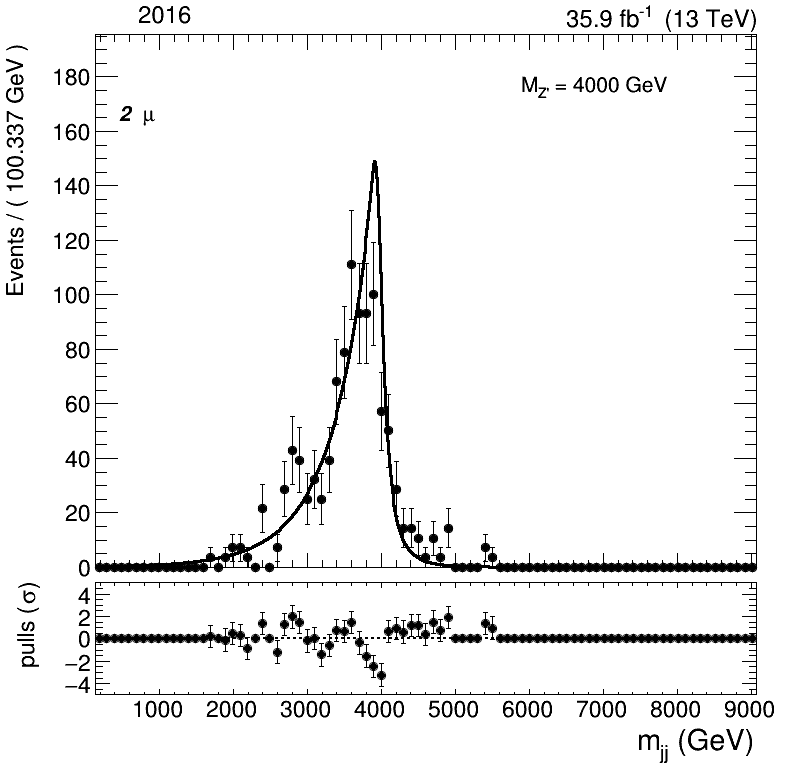 2016
35.9 fb-1 (13 TeV)
Events / ( 100.337 GeV )
180
160
140
120
100
80
60
40
20
0
2 μ
MZ' = 4000 GeV
pulls (σ)
4
2
0
−2
−4
1000 2000 3000 4000 5000 6000 7000 8000 9000
mjj (GeV)